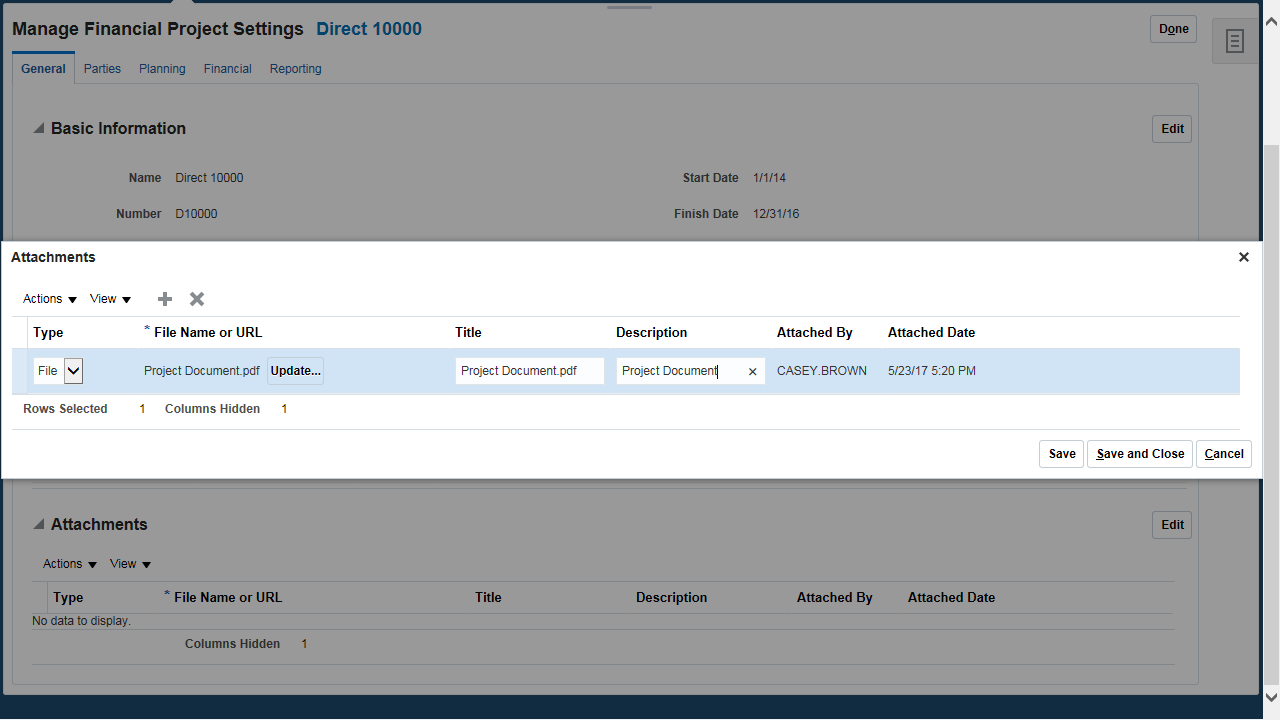 Manage Financial Project Settings Direct 10000 Done
General Parties Planning Financial Reporting
Basic Information Edit
Name Direct 10000 Start Date 1/1/14
Number D10000 Finish Date 12/31/16
Attachments
Actions View
Type * File Name or URL Title Description Attached By Attached Date
File Project Document.pdf Update... Project Document.pdf Project Document CASEY.BROWN 5/23/17 5:20 PM
Rows Selected 1 Columns Hidden 1
Save Save and Close Cancel
Attachments Edit
Actions View
Type * File Name or URL Title Description Attached By Attached Date
No data to display.
Columns Hidden 1